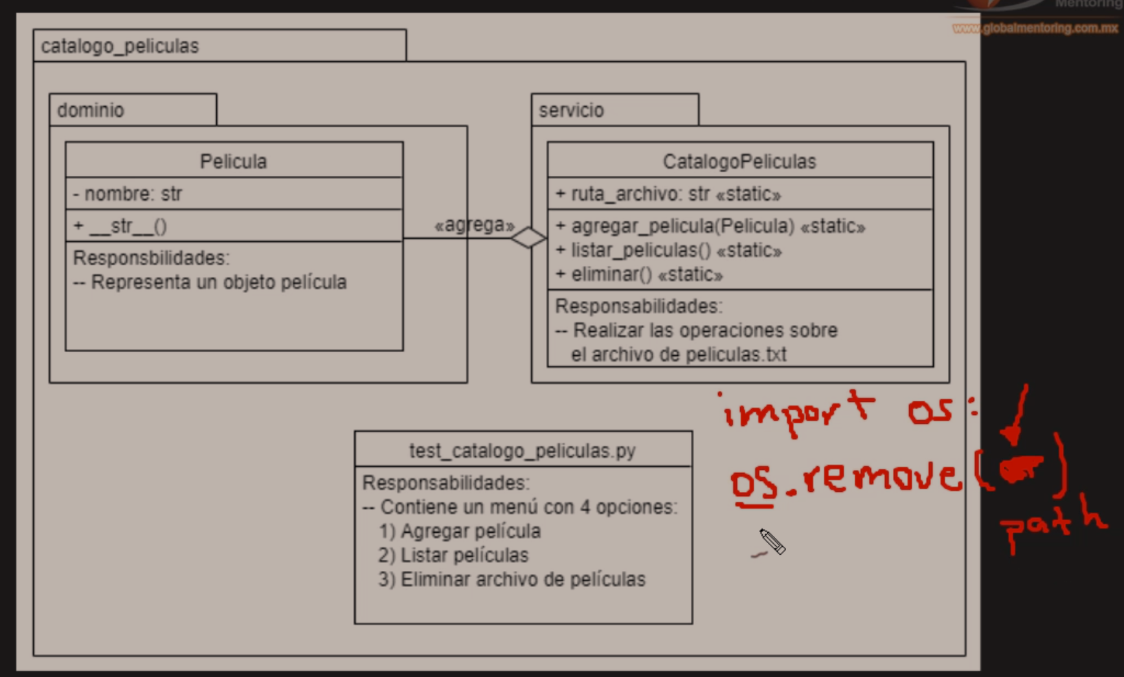 Mentoring
www.globalmentoring.com.mx
catalogo_peliculas
dominio
Pelicula
- nombre: str
+ __str__()
Responsbilidades:
-- Representa un objeto película
«agrega»
servicio
CatalogoPeliculas
+ ruta_archivo: str «static»
+ agregar_pelicula(Pelicula) «static»
+ listar_peliculas() «static»
+ eliminar() «static»
Responsabilidades:
-- Realizar las operaciones sobre
el archivo de peliculas.txt
import os:
os.remove( )
path
test_catalogo_peliculas.py
Responsabilidades:
-- Contiene un menú con 4 opciones:
1) Agregar película
2) Listar películas
3) Eliminar archivo de películas